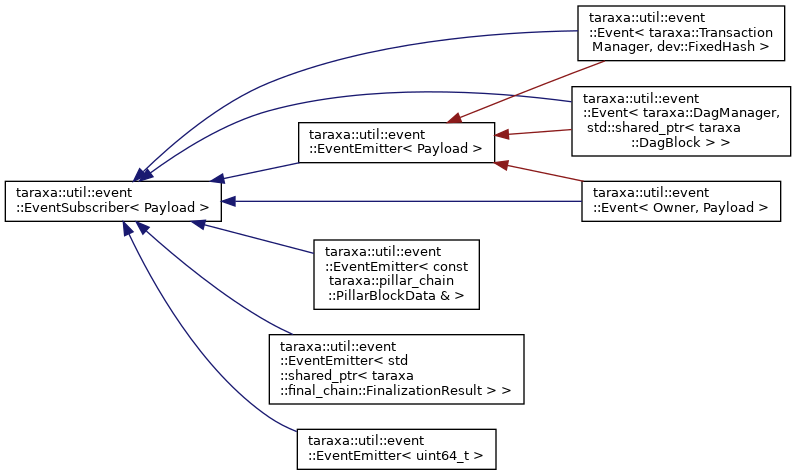 taraxa::util::event
::Event< taraxa::Transaction
Manager, dev::FixedHash >
taraxa::util::event
::Event< taraxa::DagManager,
std::shared_ptr< taraxa
::DagBlock > >
taraxa::util::event
::EventEmitter< Payload >
taraxa::util::event
::EventSubscriber< Payload >
taraxa::util::event
::Event< Owner, Payload >
taraxa::util::event
::EventEmitter< const
taraxa::pillar_chain
::PillarBlockData & >
taraxa::util::event
::EventEmitter< std
::shared_ptr< taraxa
::final_chain::FinalizationResult > >
taraxa::util::event
::EventEmitter< uint64_t >